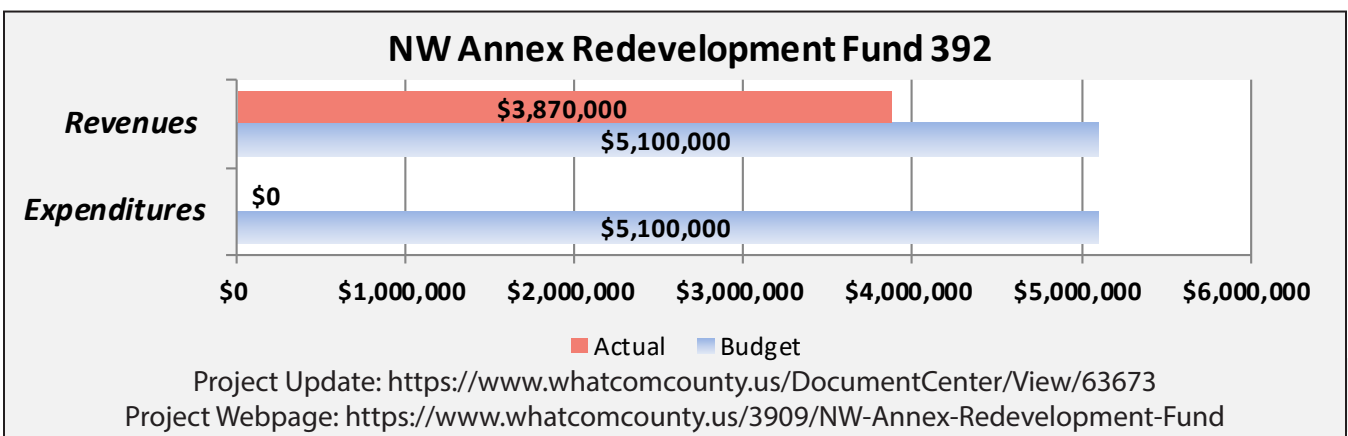 NW Annex Redevelopment Fund 392
Revenues
$3,870,000
$5,100,000
Expenditures
$0
$5,100,000
$0 $1,000,000 $2,000,000 $3,000,000 $4,000,000 $5,000,000 $6,000,000
Actual Budget
Project Update: https://www.whatcomcounty.us/DocumentCenter/View/63673
Project Webpage: https://www.whatcomcounty.us/3909/NW-Annex-Redevelopment-Fund